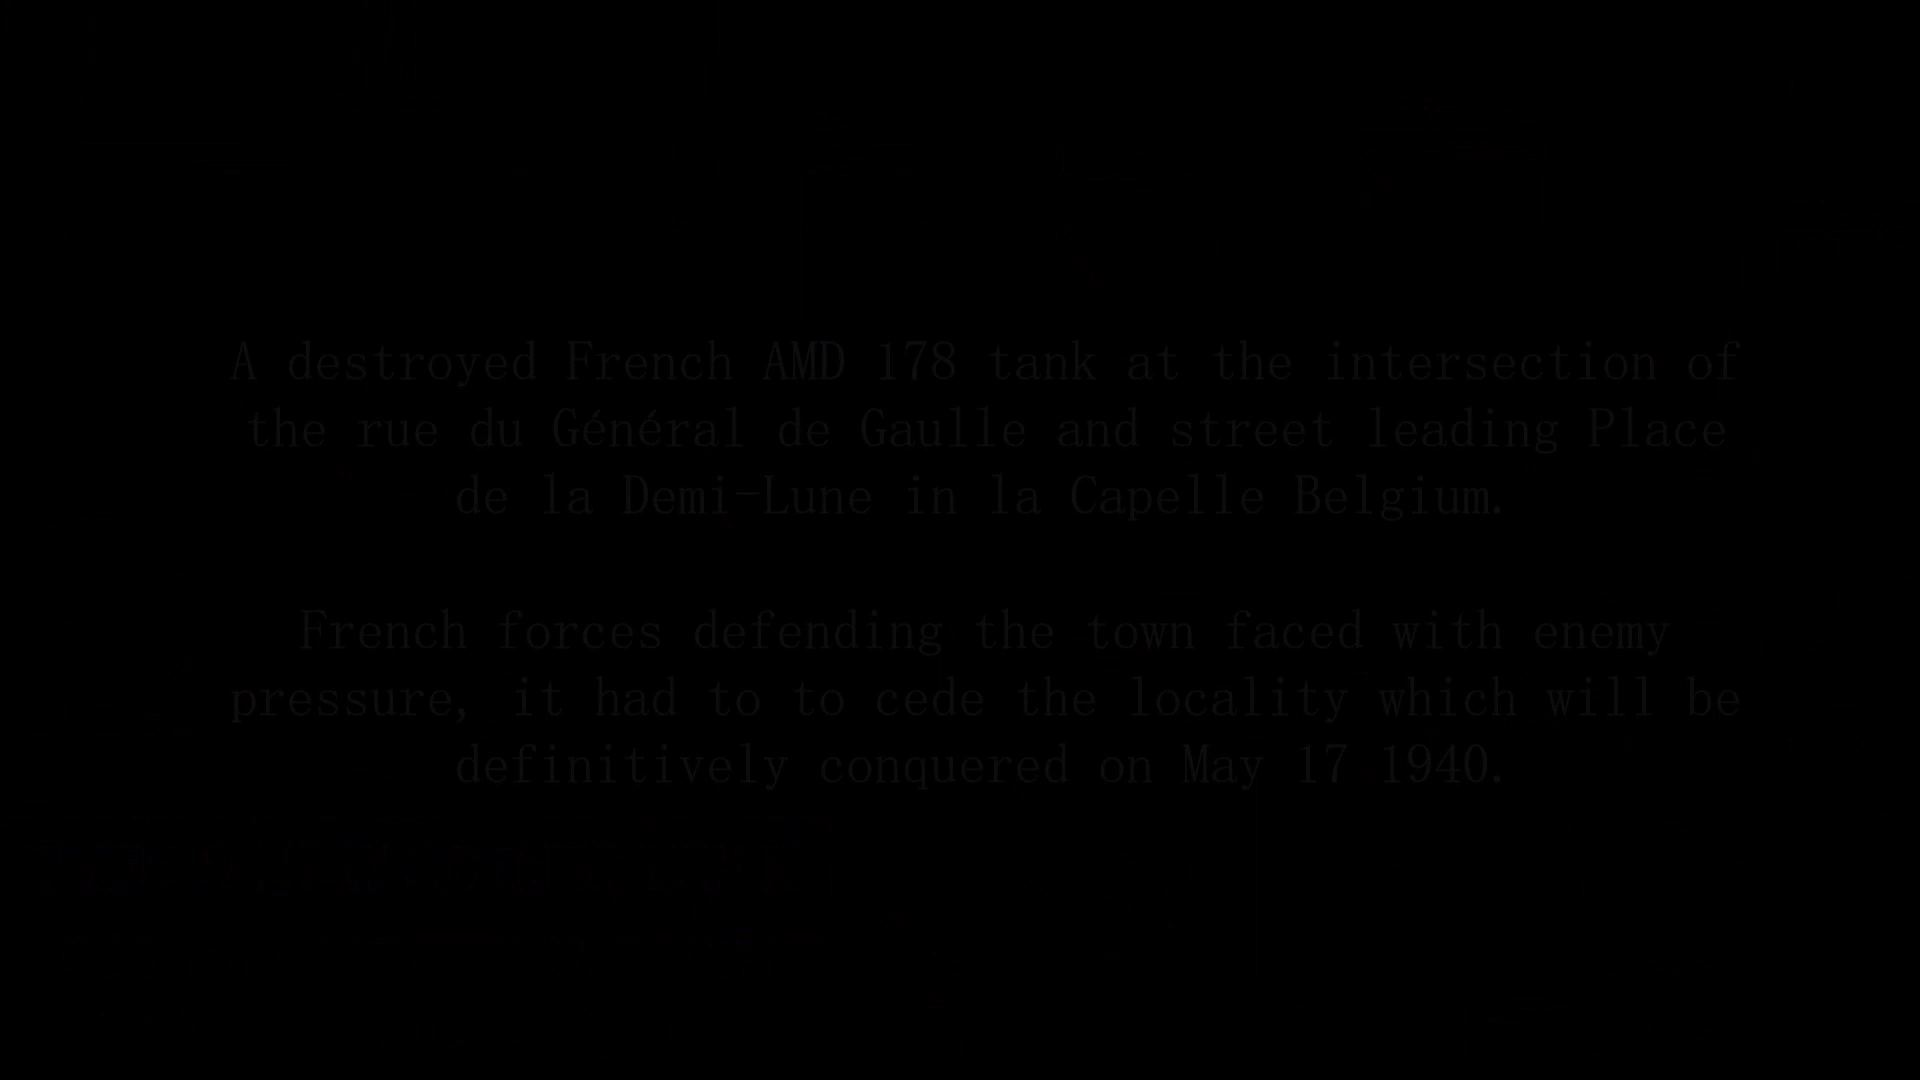 A destroyed French AMD 178 tank at the intersection of
the rue du Général de Gaulle and street leading Place
de la Demi-Lune in la Capelle Belgium.
French forces defending the town faced with enemy
pressure, it had to to cede the locality which will be
definitively conquered on May 17 1940.